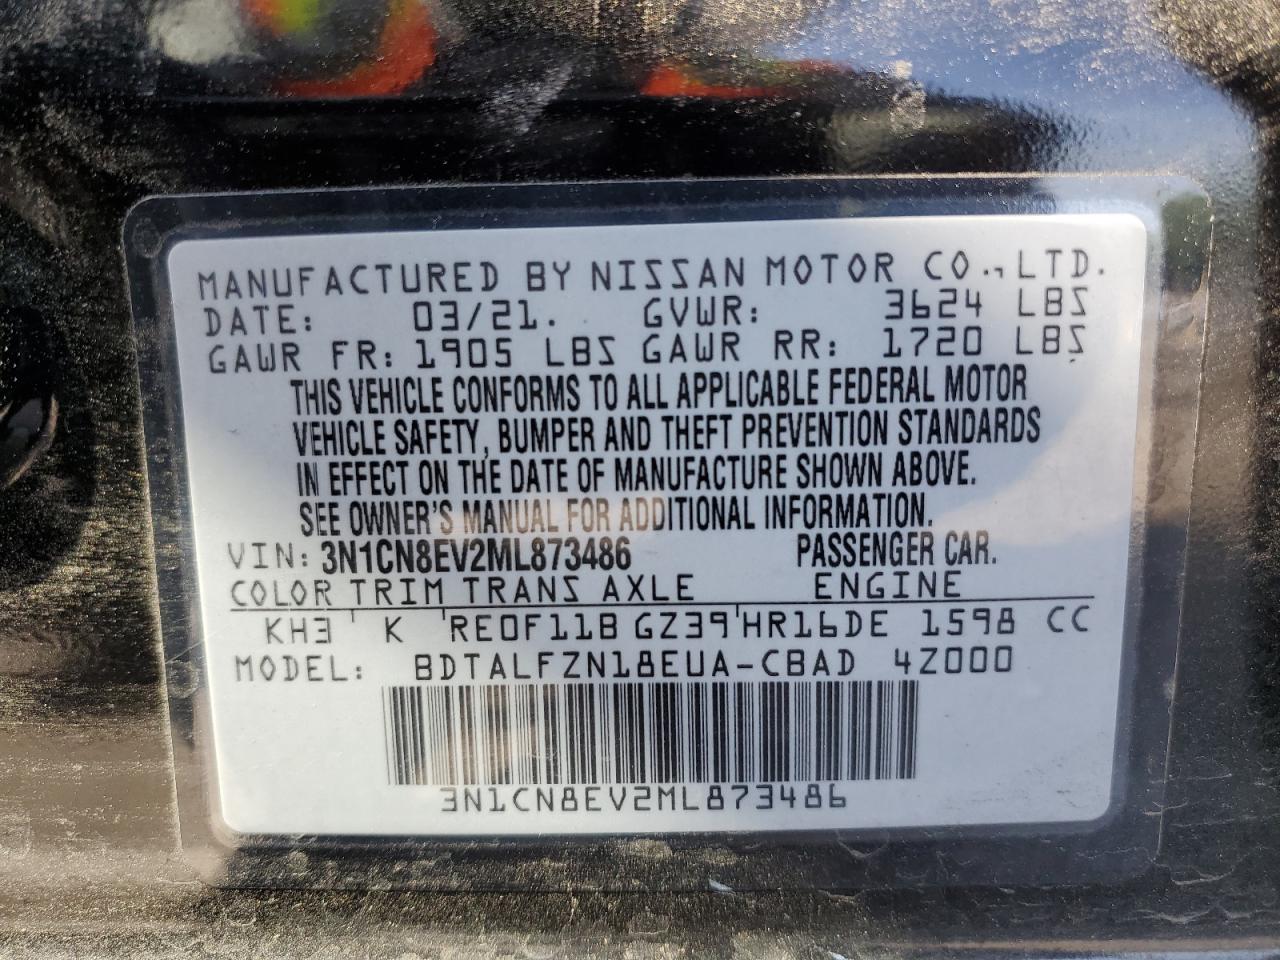 MANUFACTURED BY NISSAN MOTOR CO., LTD.
DATE: 03/21. GVWR: 3624 LBS
GAWR FR: 1905 LBS GAWR RR: 1720 LBS
THIS VEHICLE CONFORMS TO ALL APPLICABLE FEDERAL MOTOR
VEHICLE SAFETY, BUMPER AND THEFT PREVENTION STANDARDS
IN EFFECT ON THE DATE OF MANUFACTURE SHOWN ABOVE.
SEE OWNER'S MANUAL FOR ADDITIONAL INFORMATION.
VIN: 3N1CN8EV2ML873486 PASSENGER CAR.
COLOR TRIM TRANS AXLE ENGINE
KH3 K RE0F11B GZ39 HR16DE 1598 CC
MODEL: BDTALFZN18EUA-CBAD 4Z000
3N1CN8EV2ML873486